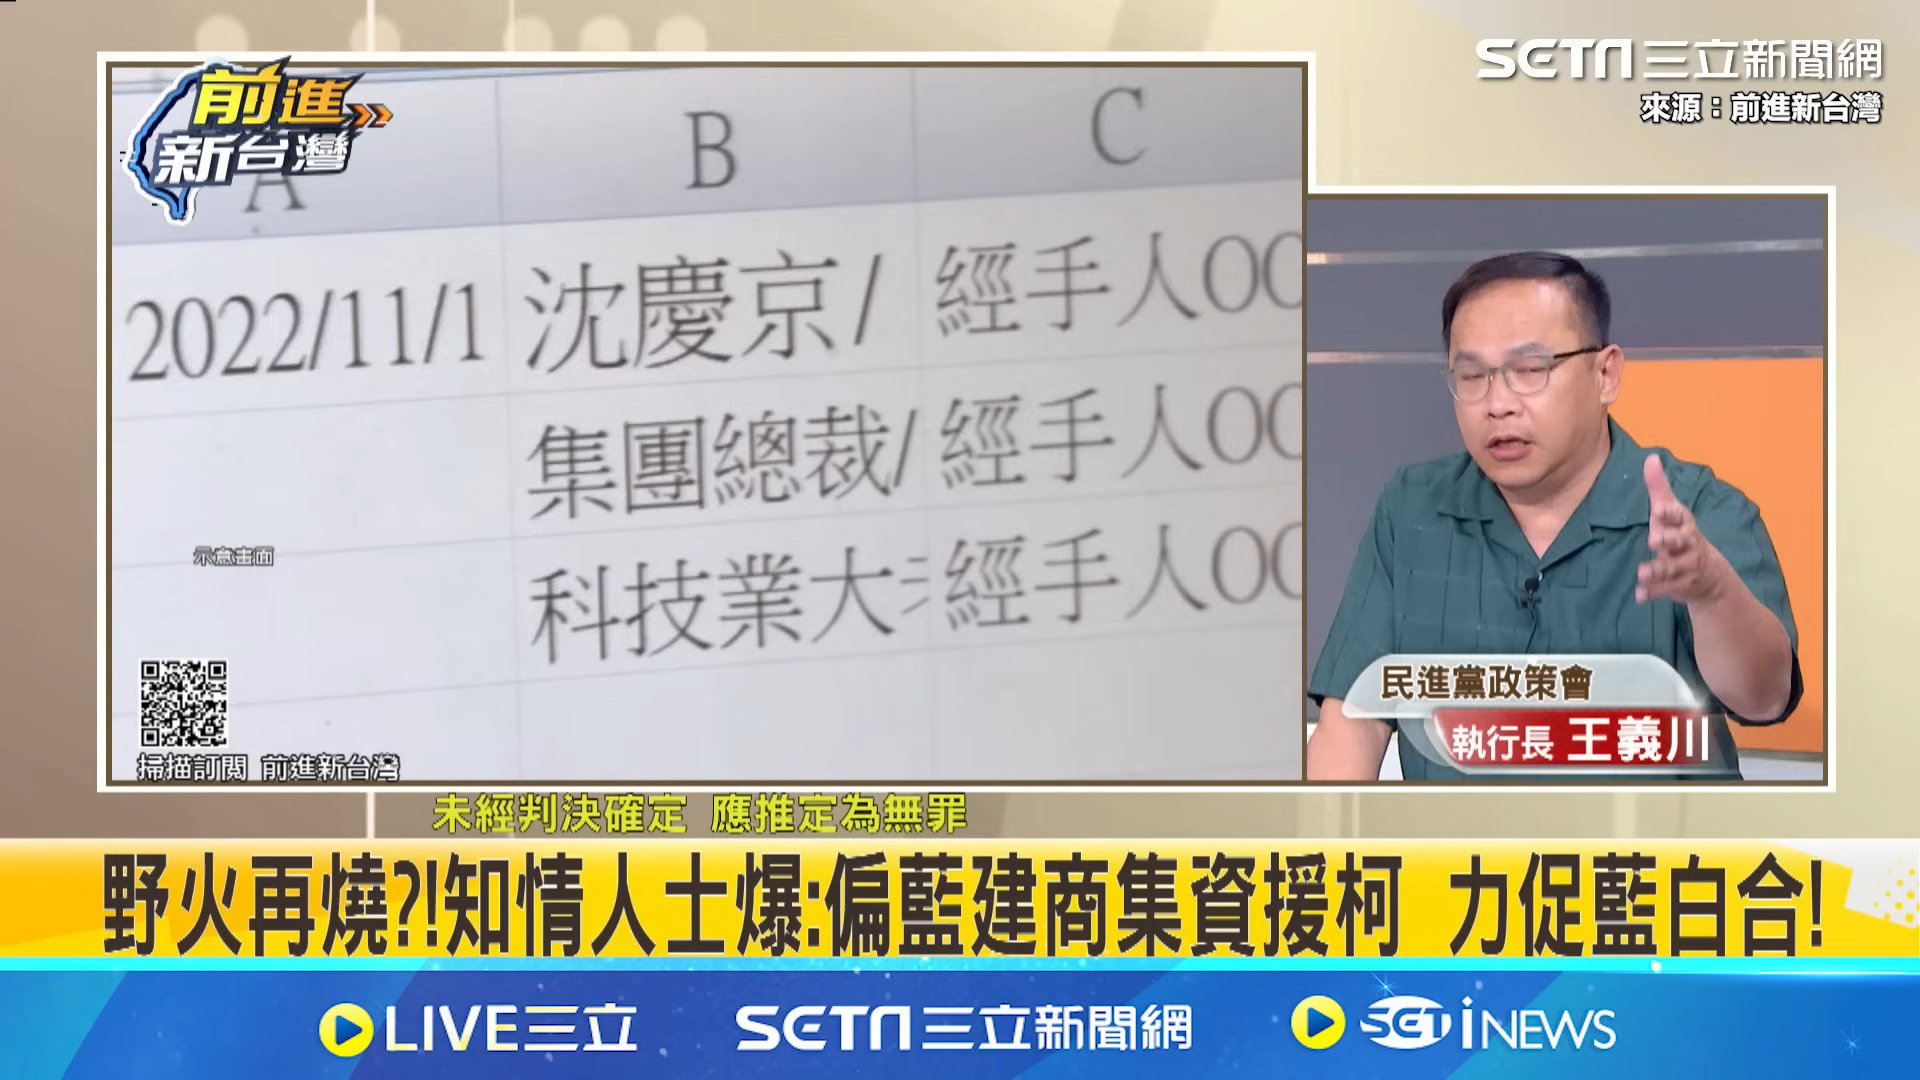 SETN三立新聞網
來源：前進新台灣
前進
新台灣
A B C
2022/11/1 沈慶京/ 經手人OO
集團總裁/ 經手人OO
科技業大 經手人OO
示意畫面
掃描訂閱 前進新台灣
民進黨政策會
執行長 王義川
未經判決確定 應推定為無罪
野火再燒?!知情人士爆:偏藍建商集資援柯 力促藍白合!
LIVE三立 SETN三立新聞網 SETiNEWS